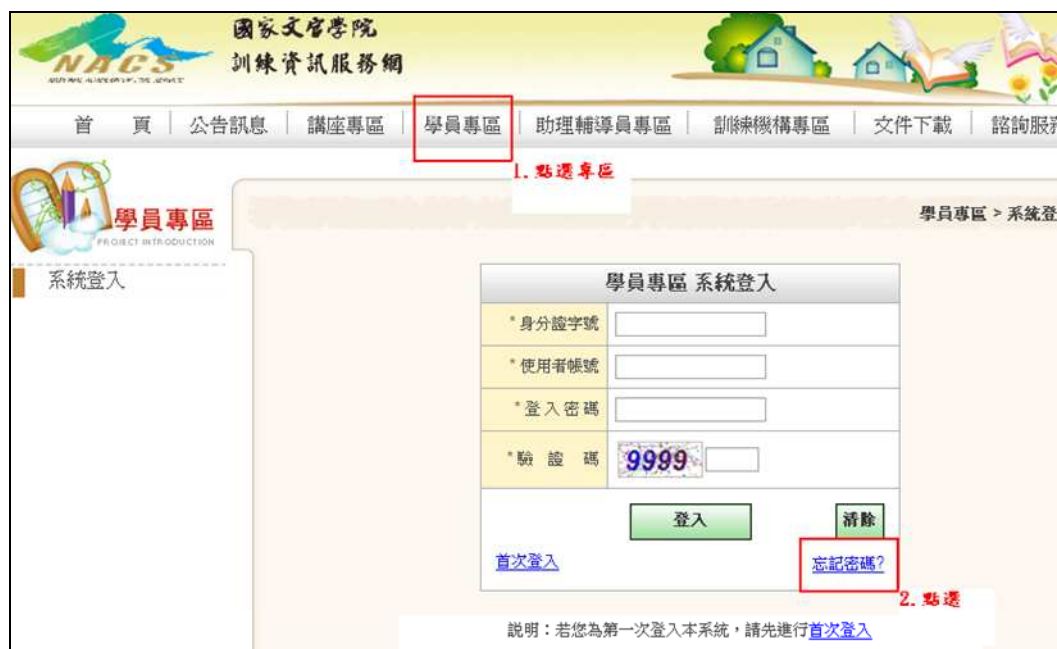 國家文官學院
NACS
訓練資訊服務網
首 頁 | 公告訊息 | 講座專區 | 學員專區 | 助理輔導員專區 | 訓練機構專區 | 文件下載 | 諮詢服務
1. 點選專區
學員專區
PROJECT INTRODUCTION
學員專區 > 系統登
系統登入
學員專區 系統登入
*身分證字號
*使用者帳號
*登入密碼
*驗 證 碼 9999
登入 清除
首次登入 忘記密碼?
2. 點選
說明：若您為第一次登入本系統，請先進行首次登入